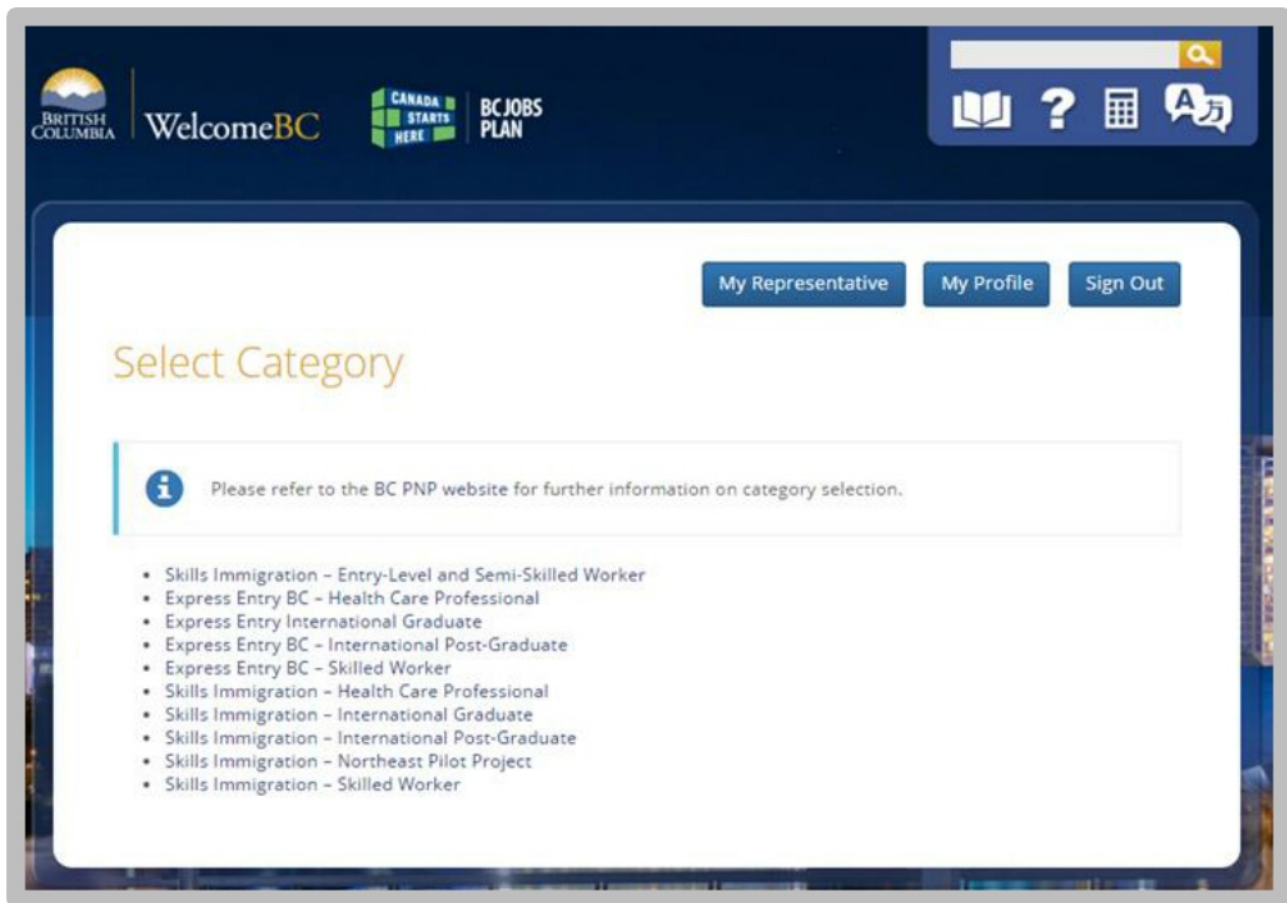 BRITISH
COLUMBIA
WelcomeBC
CANADA
STARTS
HERE
BC JOBS
PLAN
?
A 万
My Representative
My Profile
Sign Out
Select Category
i
Please refer to the BC PNP website for further information on category selection.
• Skills Immigration – Entry-Level and Semi-Skilled Worker
• Express Entry BC – Health Care Professional
• Express Entry International Graduate
• Express Entry BC – International Post-Graduate
• Express Entry BC – Skilled Worker
• Skills Immigration – Health Care Professional
• Skills Immigration – International Graduate
• Skills Immigration – International Post-Graduate
• Skills Immigration – Northeast Pilot Project
• Skills Immigration – Skilled Worker